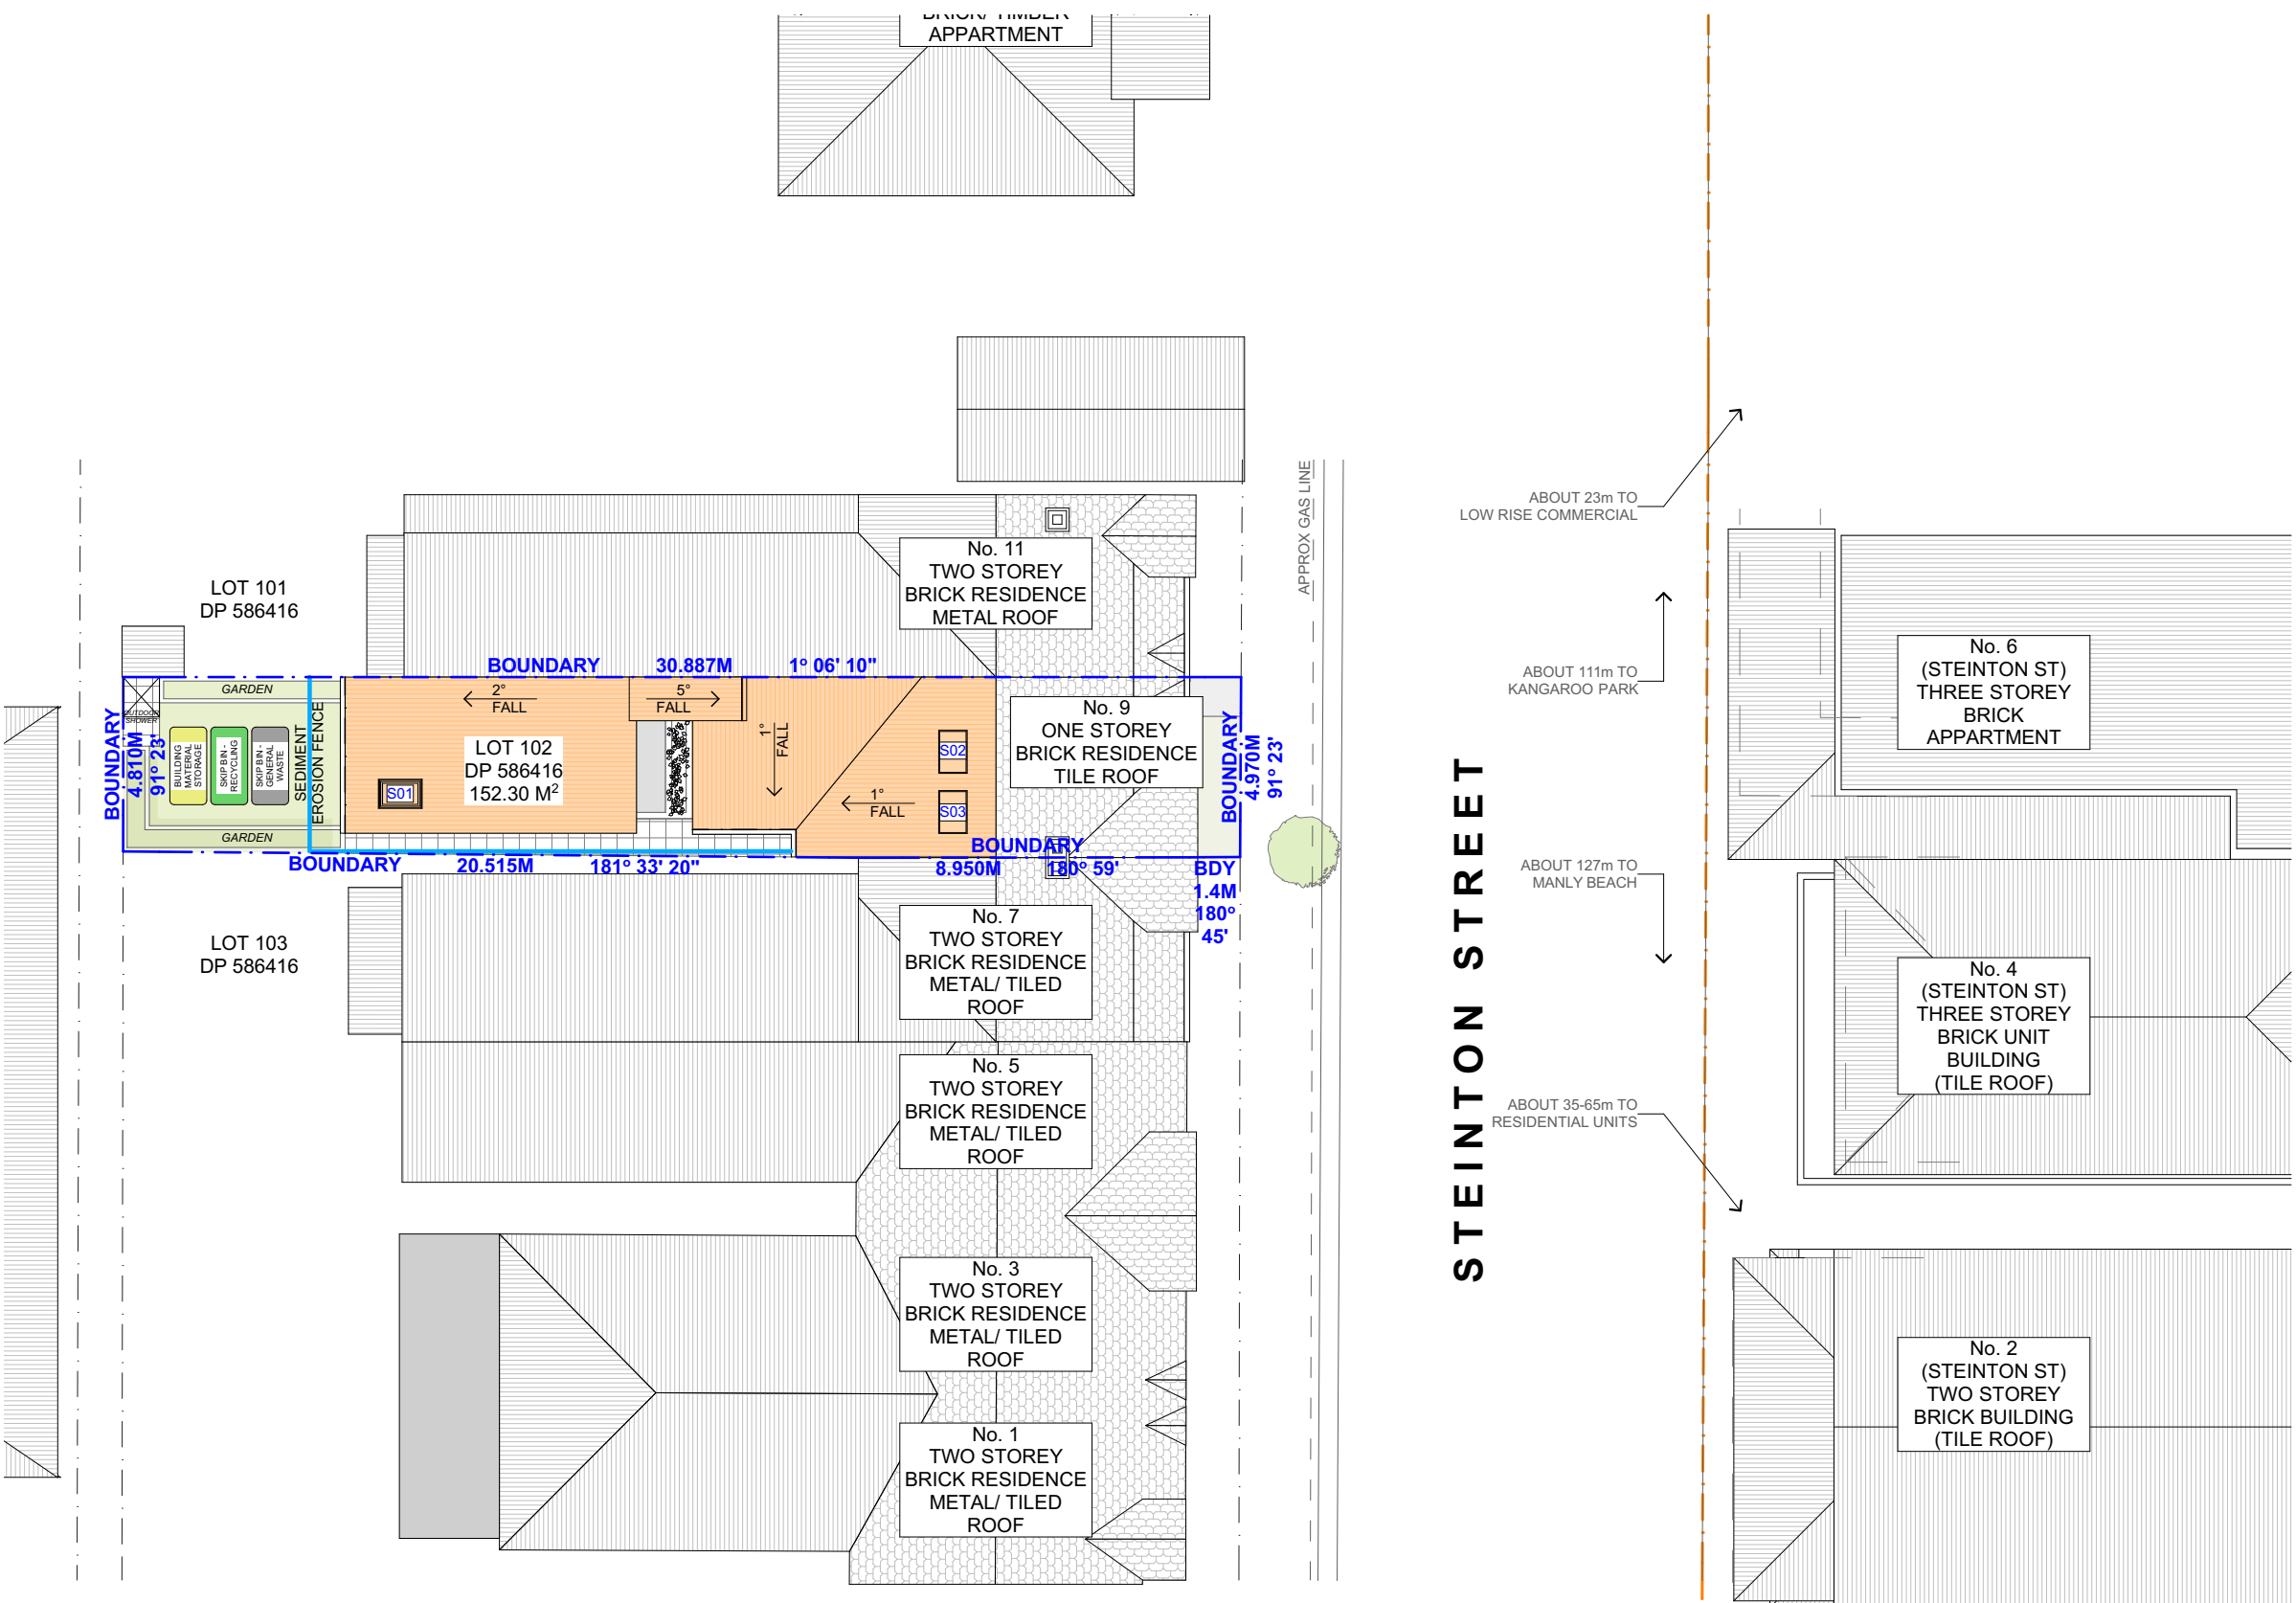 APPARTMENT
ABOUT 23m TO
LOW RISE COMMERCIAL
APPROX GAS LINE
No. 11
TWO STOREY
BRICK RESIDENCE
METAL ROOF
LOT 101
DP 586416
ABOUT 111m TO
KANGAROO PARK
No. 6
(STEINTON ST)
THREE STOREY
BRICK
APPARTMENT
BOUNDARY
30.887M
1° 06' 10"
GARDEN
OUTDOOR
SHOWER
BOUNDARY
4.810M
91° 23'
BUILDING
MATERIAL
STORAGE
SKIP BIN -
RECYCLING
SKIP BIN -
GENERAL
WASTE
SEDIMENT
EROSION FENCE
GARDEN
2°
FALL
5°
FALL
1°
FALL
1°
FALL
LOT 102
DP 586416
152.30 M2
S01
S02
S03
No. 9
ONE STOREY
BRICK RESIDENCE
TILE ROOF
BOUNDARY
4.970M
91° 23'
BOUNDARY
20.515M
181° 33' 20"
BOUNDARY
8.950M
180° 59'
BDY
1.4M
180°
45'
STEINTON STREET
ABOUT 127m TO
MANLY BEACH
LOT 103
DP 586416
No. 7
TWO STOREY
BRICK RESIDENCE
METAL/ TILED
ROOF
No. 4
(STEINTON ST)
THREE STOREY
BRICK UNIT
BUILDING
(TILE ROOF)
No. 5
TWO STOREY
BRICK RESIDENCE
METAL/ TILED
ROOF
ABOUT 35-65m TO
RESIDENTIAL UNITS
No. 3
TWO STOREY
BRICK RESIDENCE
METAL/ TILED
ROOF
No. 2
(STEINTON ST)
TWO STOREY
BRICK BUILDING
(TILE ROOF)
No. 1
TWO STOREY
BRICK RESIDENCE
METAL/ TILED
ROOF